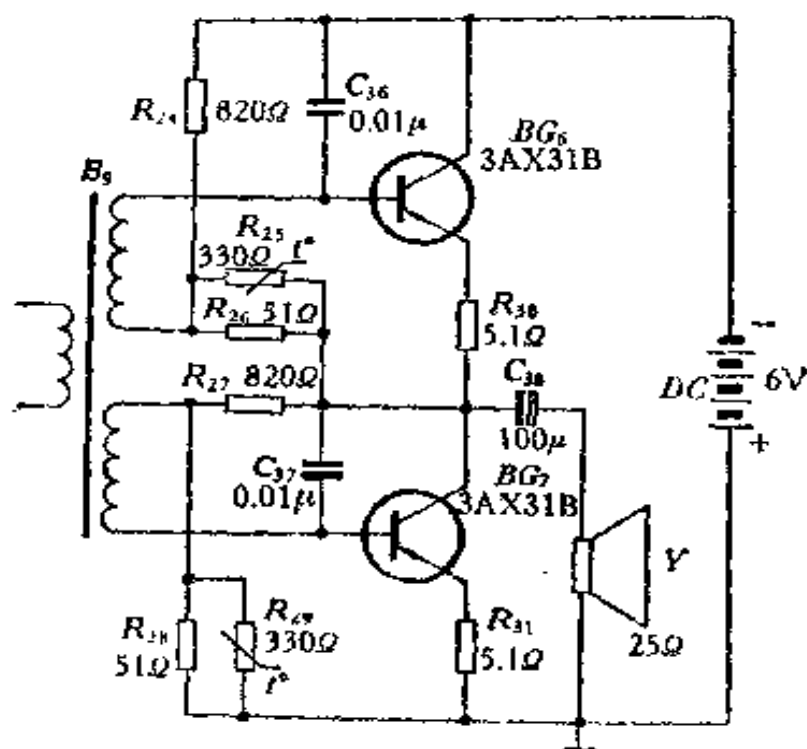 R₂₄ 820Ω
C₃₆
0.01μ
BG₆
3AX31B
B₉
R₂₅
330Ω t°
R₂₆ 51Ω
R₃₀
5.1Ω
R₂₇ 820Ω
C₃₈
100μ
DC 6V
−
+
C₃₇
0.01μ
BG₇
3AX31B
Y
25Ω
R₂₈
51Ω
R₂₉
330Ω
t°
R₃₁
5.1Ω